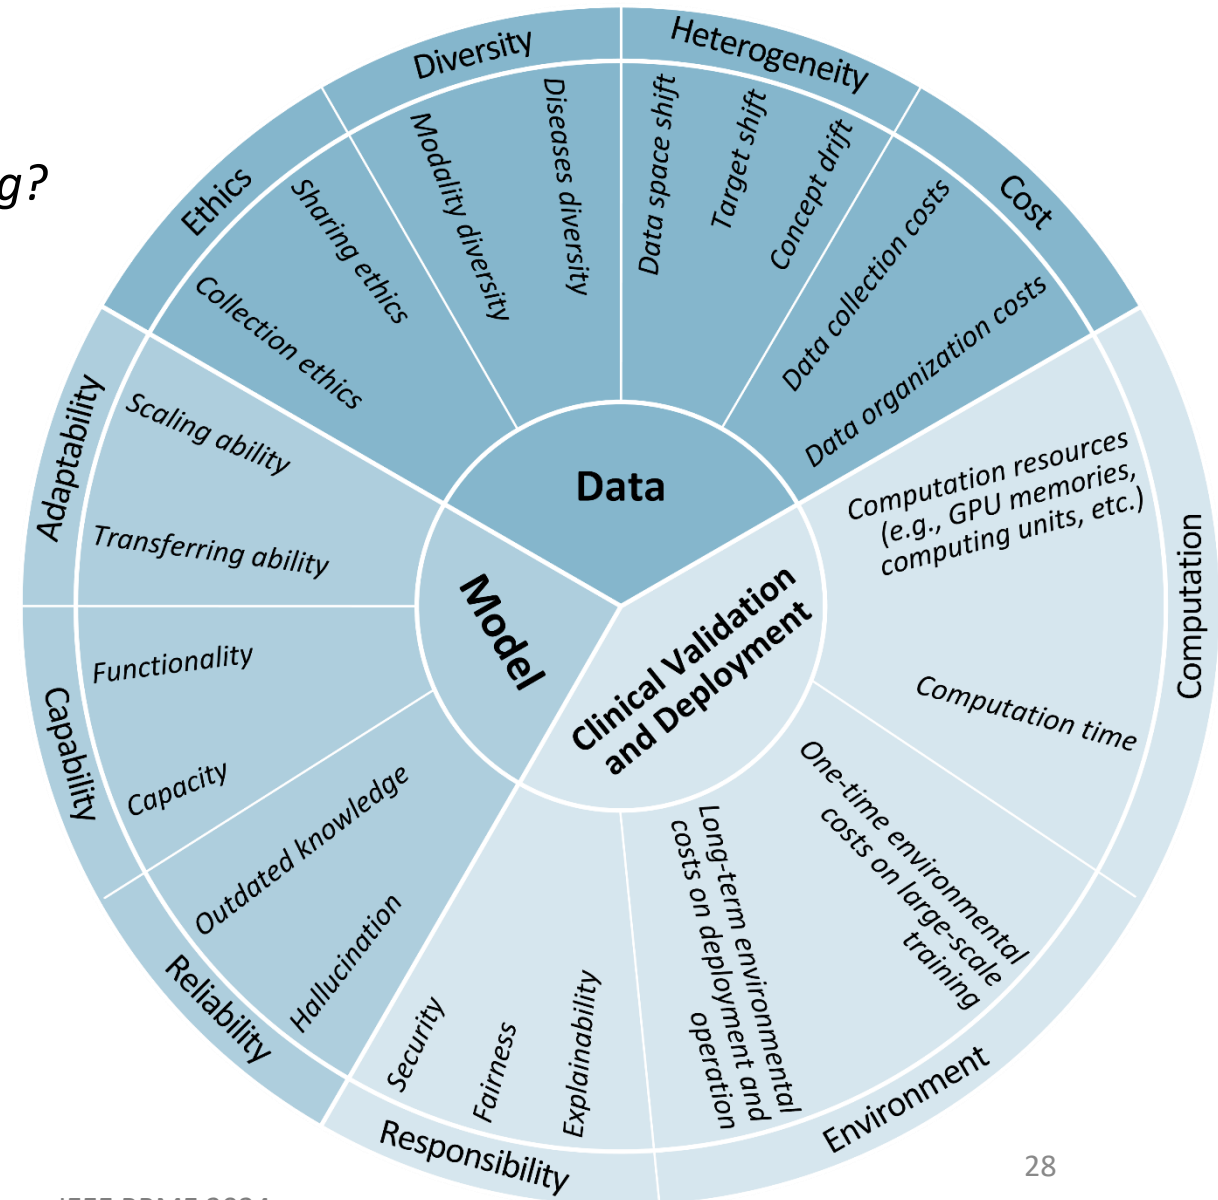 g?
Data
Ethics
Collection ethics
Sharing ethics
Diversity
Modality diversity
Diseases diversity
Heterogeneity
Data space shift
Target shift
Concept drift
Cost
Data collection costs
Data organization costs
Clinical Validation
and Deployment
Computation
Computation resources
(e.g., GPU memories,
computing units, etc.)
Computation time
Environment
One-time environmental
costs on large-scale
training
Long-term environmental
costs on deployment and
operation
Responsibility
Explainability
Fairness
Security
Model
Reliability
Hallucination
Outdated knowledge
Capability
Capacity
Functionality
Adaptability
Transferring ability
Scaling ability
28